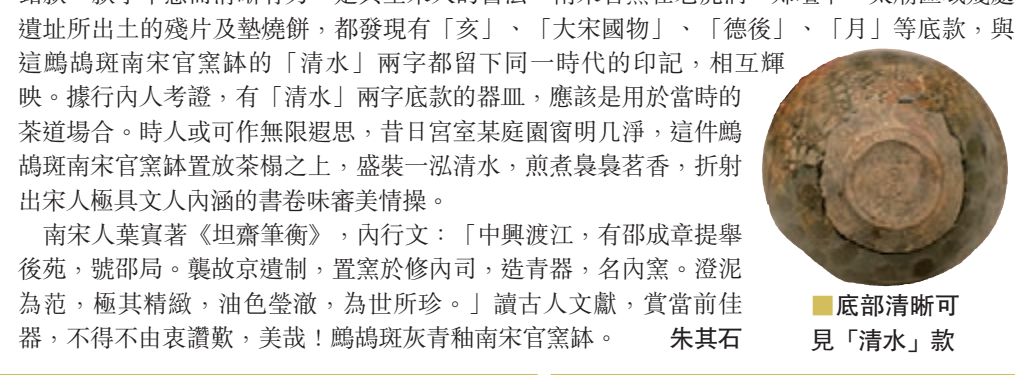 遺址所出土的殘片及墊燒餅，都發現有「亥」、「大宋國物」、「德後」、「月」等底款，與
這鷓鴣斑南宋官窯缽的「清水」兩字都留下同一時代的印記，相互輝
映。據行內人考證，有「清水」兩字底款的器皿，應該是用於當時的
茶道場合。時人或可作無限遐思，昔日宮室某庭園窗明几淨，這件鷓
鴣斑南宋官窯缽置放茶榻之上，盛裝一泓清水，煎煮裊裊茗香，折射
出宋人極具文人內涵的書卷味審美情操。
南宋人葉寘著《坦齋筆衡》，內行文：「中興渡江，有邵成章提舉
後苑，號邵局。襲故京遺制，置窯於修內司，造青器，名內窯。澄泥
為范，極其精緻，油色瑩澈，為世所珍。」讀古人文獻，賞當前佳
器，不得不由衷讚歎，美哉！鷓鴣斑灰青釉南宋官窯缽。 朱其石
底部清晰可
見「清水」款